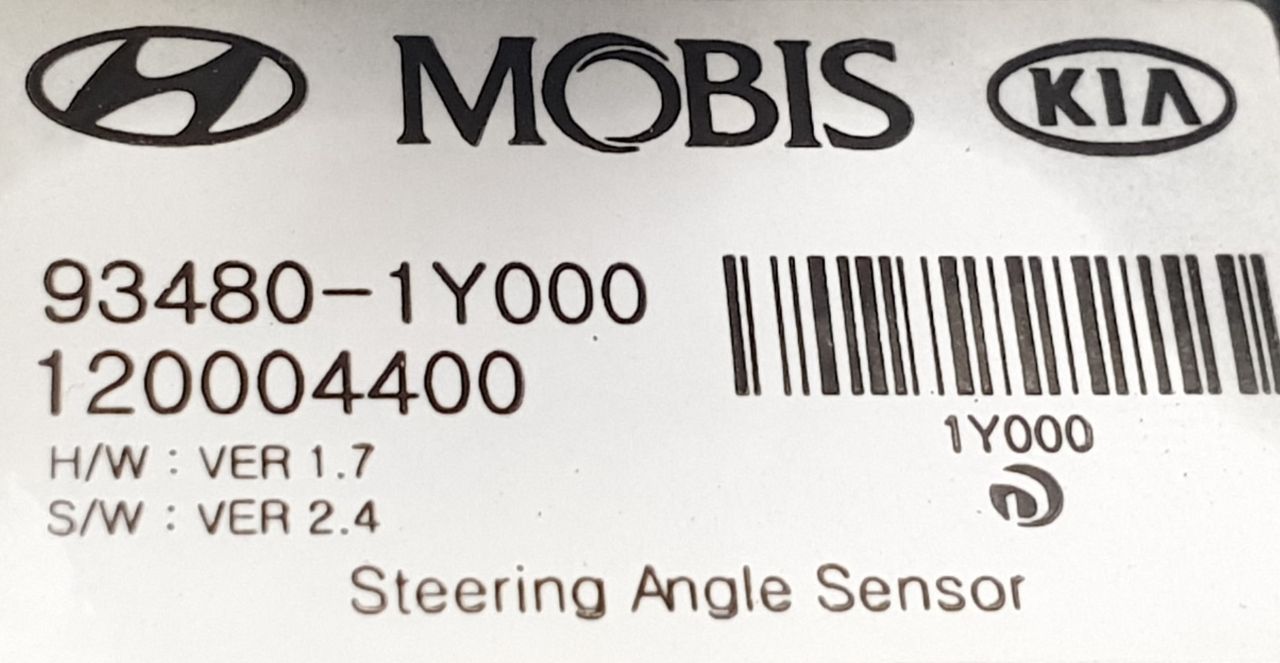 MOBIS KIA
93480-1Y000
120004400
H/W : VER 1.7
S/W : VER 2.4
1Y000
Steering Angle Sensor